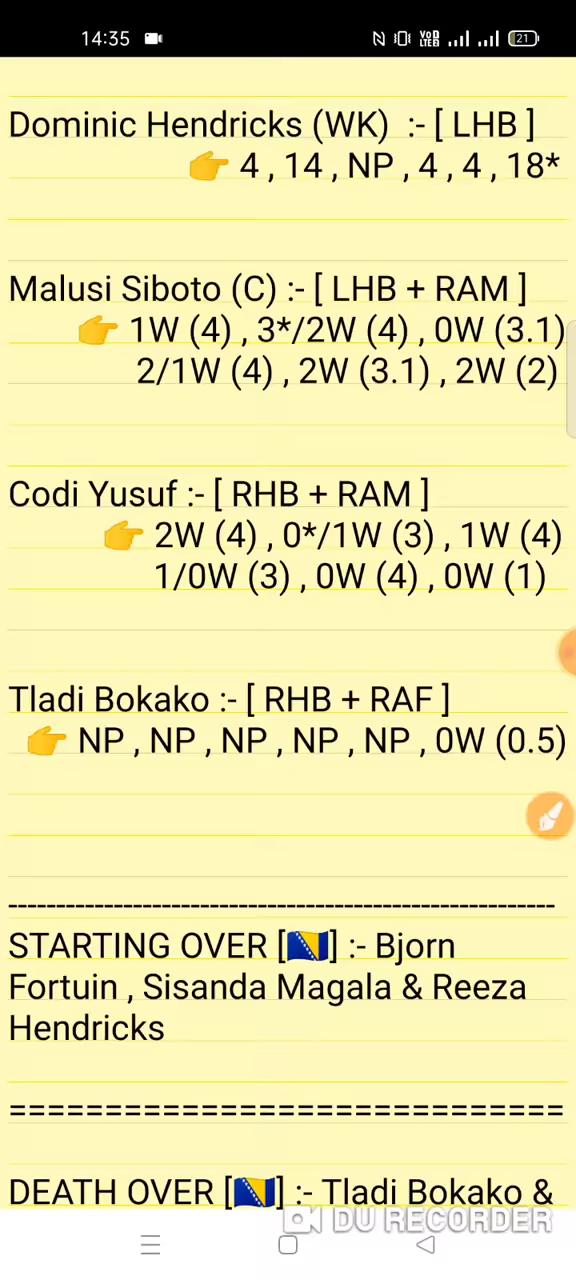 14:35 VoD LTE 21
Dominic Hendricks (WK) :- [ LHB ]
👉 4 , 14 , NP , 4 , 4 , 18*
Malusi Siboto (C) :- [ LHB + RAM ]
👉 1W (4) , 3*/2W (4) , 0W (3.1)
2/1W (4) , 2W (3.1) , 2W (2)
Codi Yusuf :- [ RHB + RAM ]
👉 2W (4) , 0*/1W (3) , 1W (4)
1/0W (3) , 0W (4) , 0W (1)
Tladi Bokako :- [ RHB + RAF ]
👉 NP , NP , NP , NP , NP , 0W (0.5)
---------------------------------------------------------
STARTING OVER [🇧🇦] :- Bjorn
Fortuin , Sisanda Magala & Reeza
Hendricks
=============================
DEATH OVER [🇧🇦] :- Tladi Bokako &
DU RECORDER